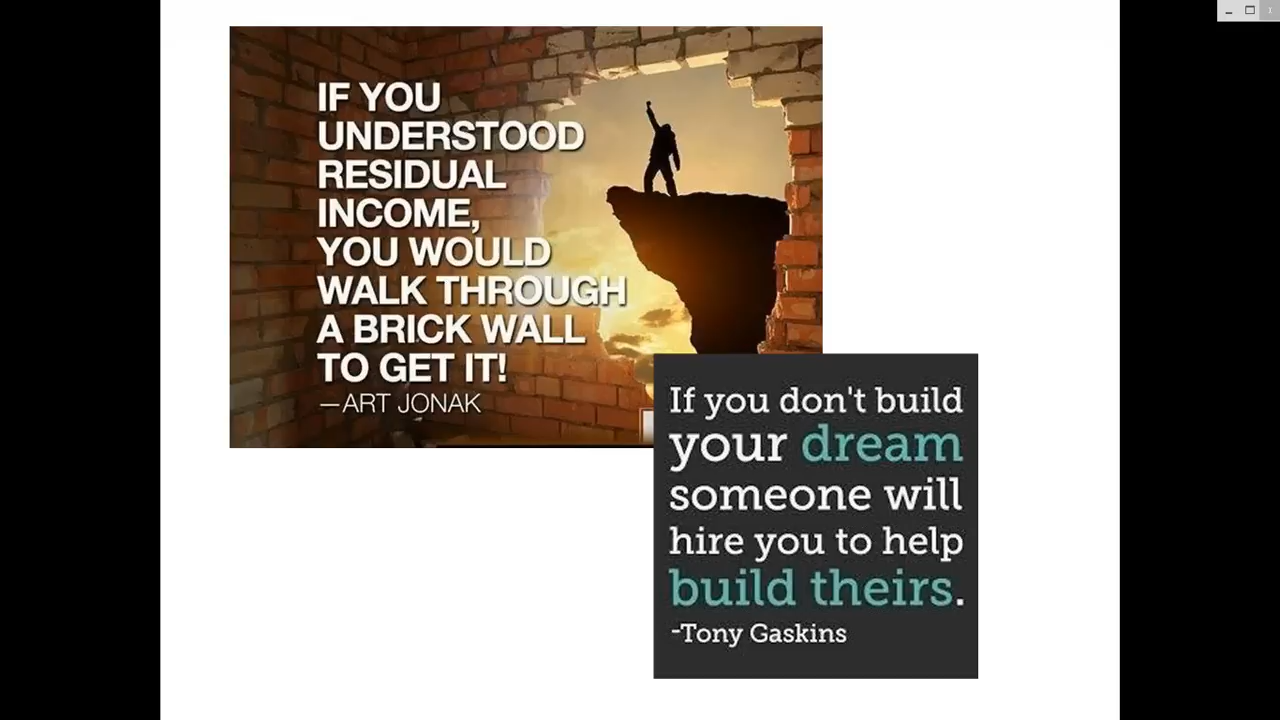 IF YOU
UNDERSTOOD
RESIDUAL
INCOME,
YOU WOULD
WALK THROUGH
A BRICK WALL
TO GET IT!
—ART JONAK
If you don't build
your dream
someone will
hire you to help
build theirs.
-Tony Gaskins